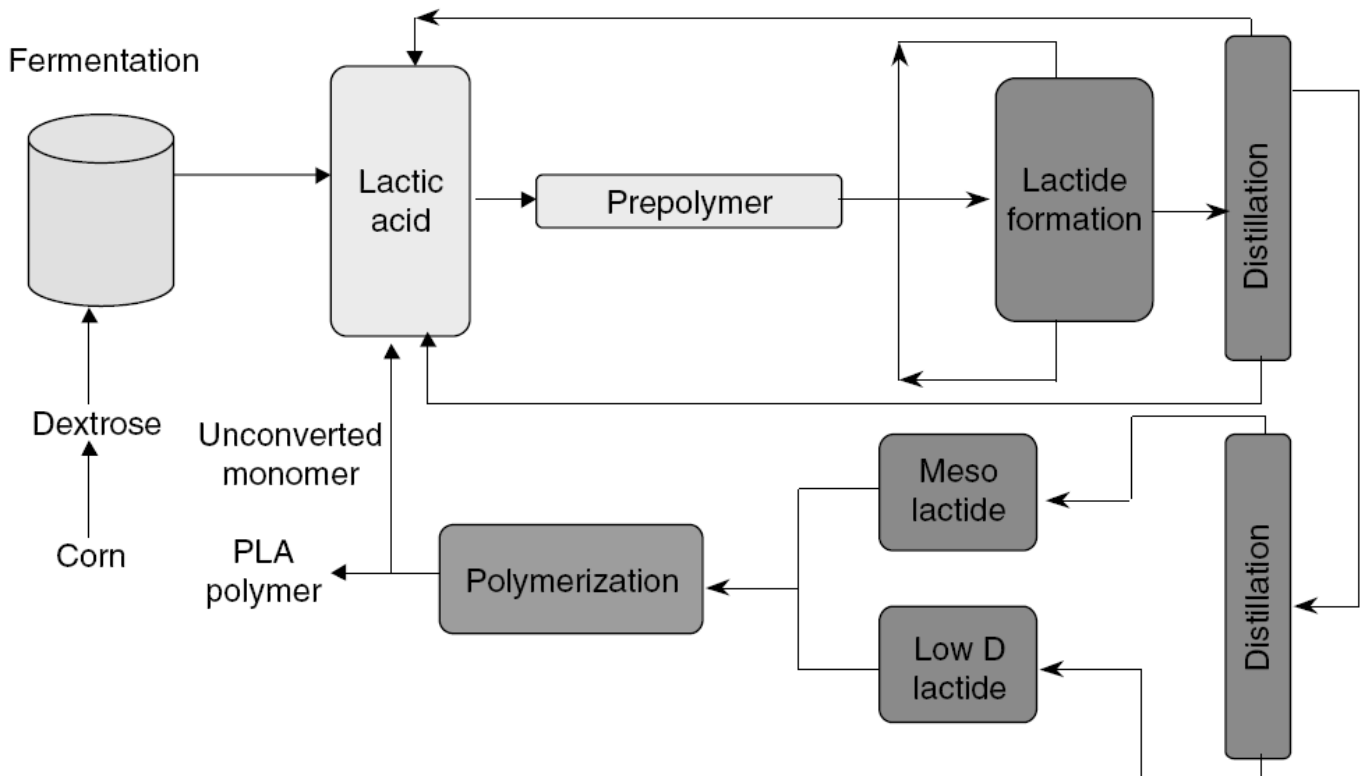 Fermentation
Lactic
acid
Prepolymer
Lactide
formation
Distillation
Dextrose
Corn
Unconverted
monomer
PLA
polymer
Polymerization
Meso
lactide
Low D
lactide
Distillation